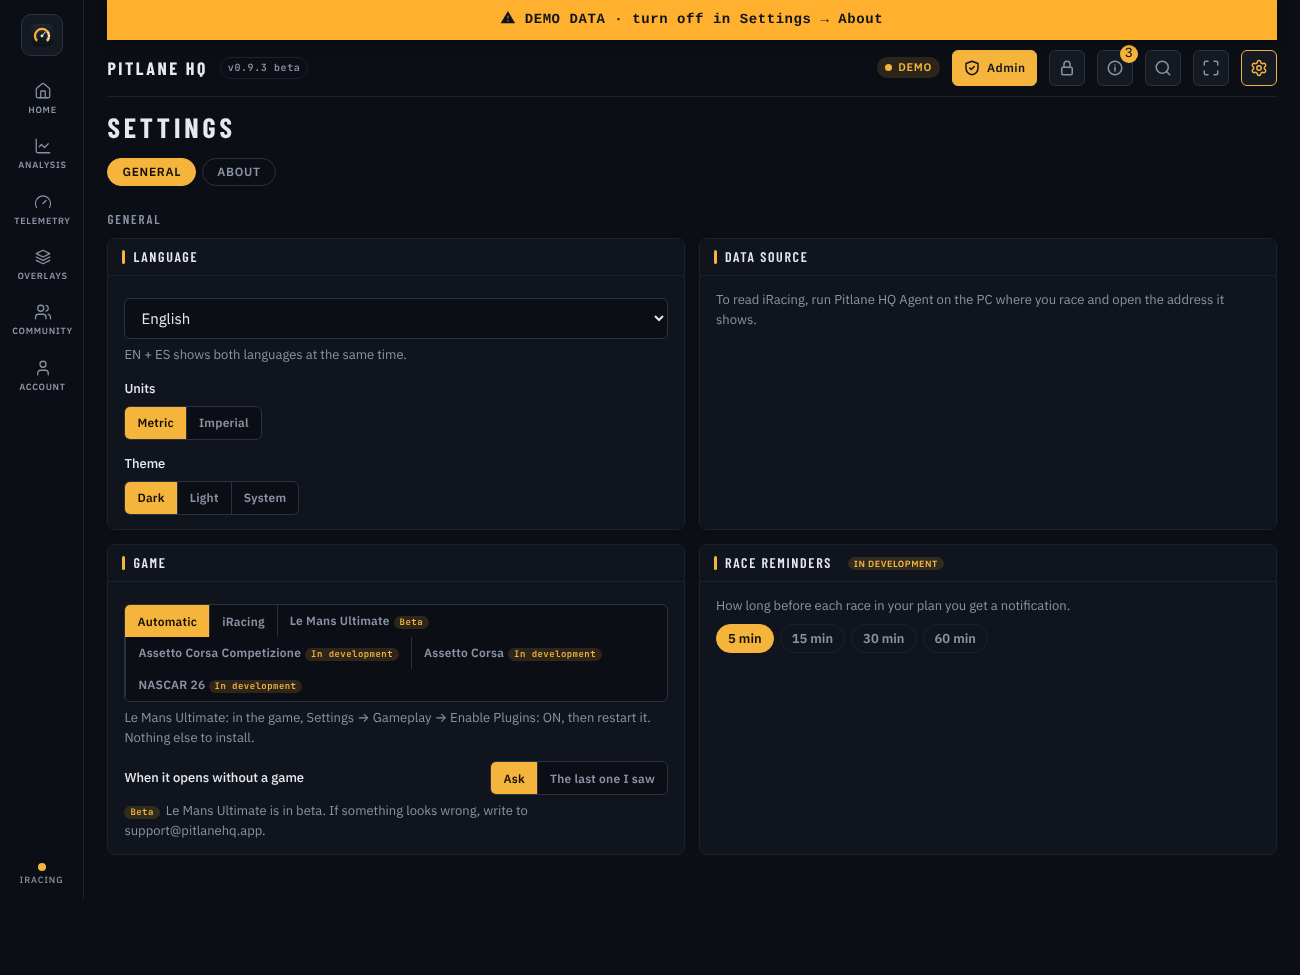 ⚠ DEMO DATA · turn off in Settings → About
PITLANE HQ
v0.9.3 beta
DEMO
Admin
3
HOME
ANALYSIS
TELEMETRY
OVERLAYS
COMMUNITY
ACCOUNT
IRACING
SETTINGS
GENERAL
ABOUT
GENERAL
LANGUAGE
English
EN + ES shows both languages at the same time.
Units
Metric
Imperial
Theme
Dark
Light
System
DATA SOURCE
To read iRacing, run Pitlane HQ Agent on the PC where you race and open the address it
shows.
GAME
Automatic
iRacing
Le Mans Ultimate Beta
Assetto Corsa Competizione In development
Assetto Corsa In development
NASCAR 26 In development
Le Mans Ultimate: in the game, Settings → Gameplay → Enable Plugins: ON, then restart it.
Nothing else to install.
When it opens without a game
Ask
The last one I saw
Beta Le Mans Ultimate is in beta. If something looks wrong, write to
support@pitlanehq.app.
RACE REMINDERS
IN DEVELOPMENT
How long before each race in your plan you get a notification.
5 min
15 min
30 min
60 min